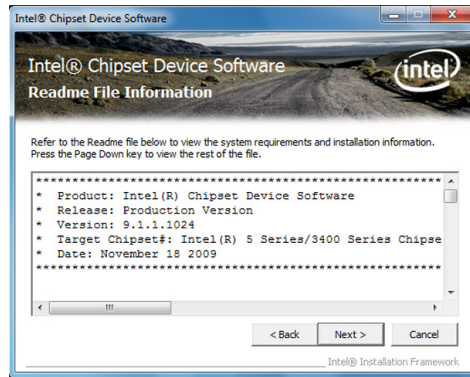 Intel® Chipset Device Software
Intel® Chipset Device Software
intel
Readme File Information
Refer to the Readme file below to view the system requirements and installation information.
Press the Page Down key to view the rest of the file.
*******************************************************
* Product: Intel(R) Chipset Device Software
* Release: Production Version
* Version: 9.1.1.1024
* Target Chipset#: Intel(R) 5 Series/3400 Series Chipse
* Date: November 18 2009
*******************************************************
< Back Next > Cancel
Intel® Installation Framework